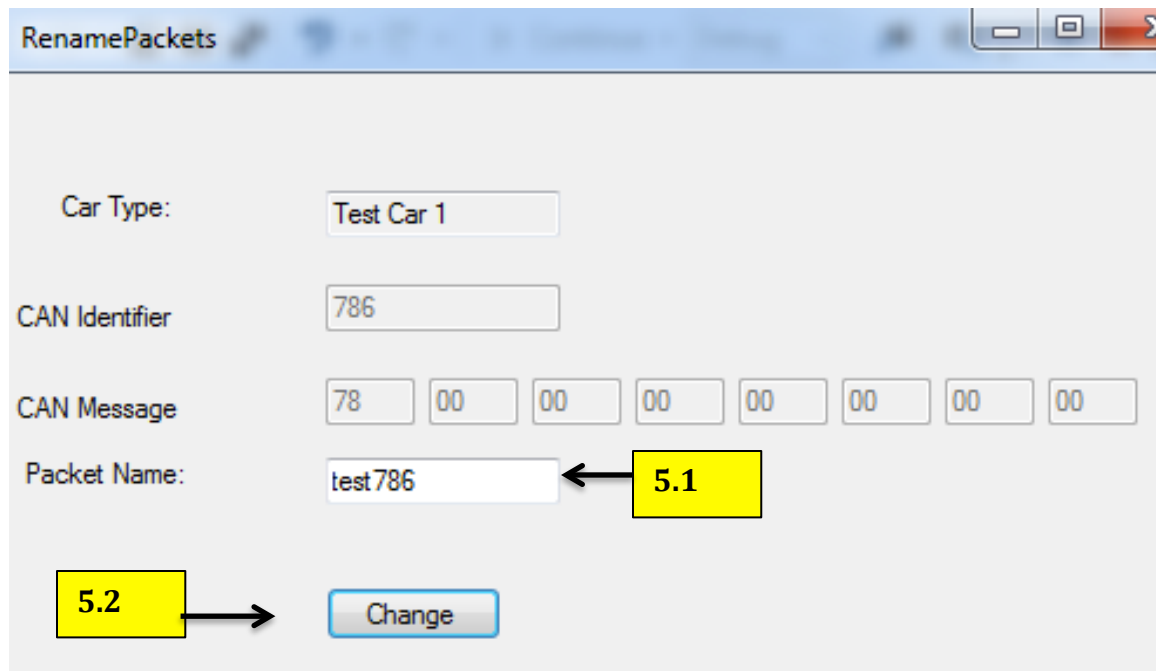 RenamePackets
Car Type: Test Car 1
CAN Identifier 786
CAN Message 78 00 00 00 00 00 00 00
Packet Name: test786 5.1
5.2 Change